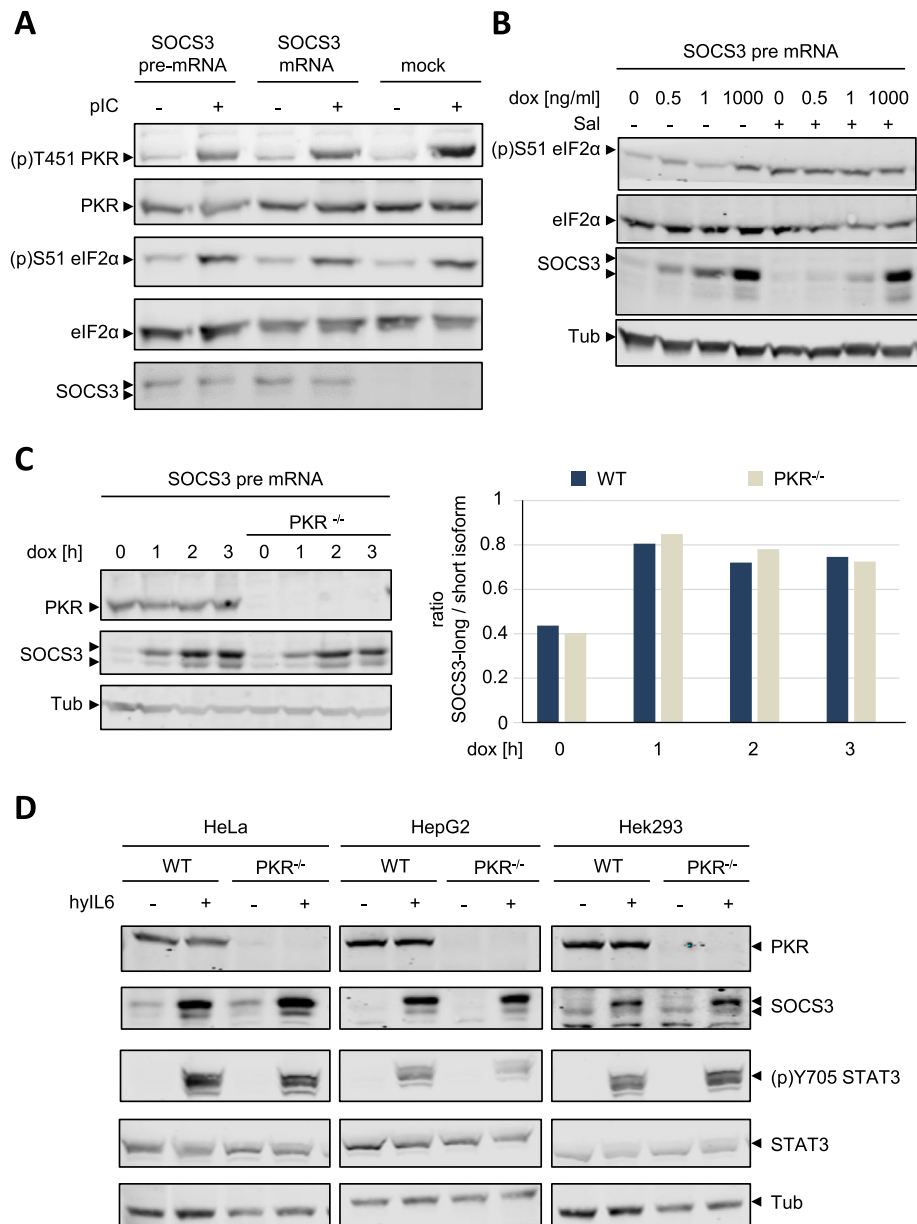 A
SOCS3 pre-mRNA
SOCS3 mRNA
mock
pIC - + - + - +
(p)T451 PKR
PKR
(p)S51 eIF2α
eIF2α
SOCS3
B
SOCS3 pre mRNA
dox [ng/ml] 0 0.5 1 1000 0 0.5 1 1000
Sal - - - - + + + +
(p)S51 eIF2α
eIF2α
SOCS3
Tub
C
SOCS3 pre mRNA
PKR -/-
dox [h] 0 1 2 3 0 1 2 3
PKR
SOCS3
Tub
WT PKR-/-
ratio
SOCS3-long / short isoform
1
0.8
0.6
0.4
0.2
0
dox [h] 0 1 2 3
D
HeLa HepG2 Hek293
WT PKR-/- WT PKR-/- WT PKR-/-
hyIL6 - + - + - + - + - + - +
PKR
SOCS3
(p)Y705 STAT3
STAT3
Tub